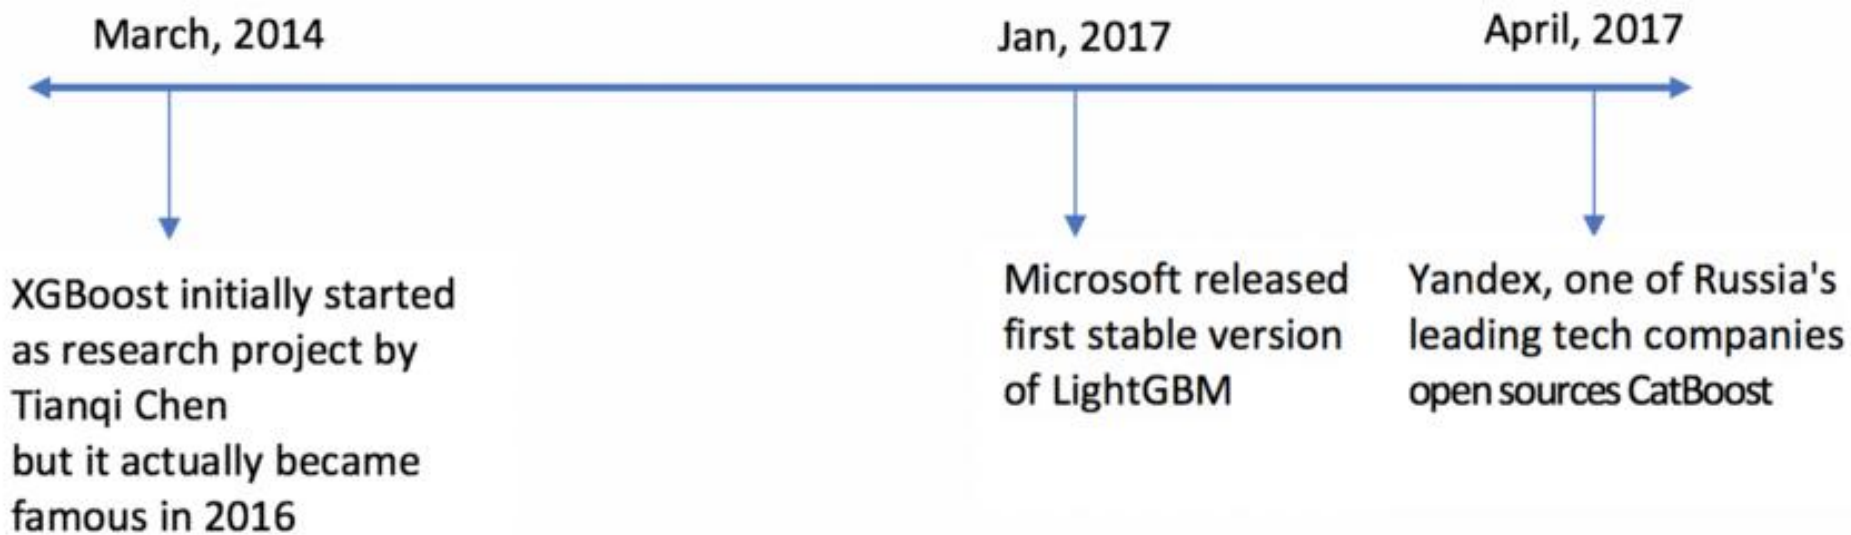 March, 2014
Jan, 2017
April, 2017
XGBoost initially started
as research project by
Tianqi Chen
but it actually became
famous in 2016
Microsoft released
first stable version
of LightGBM
Yandex, one of Russia's
leading tech companies
open sources CatBoost